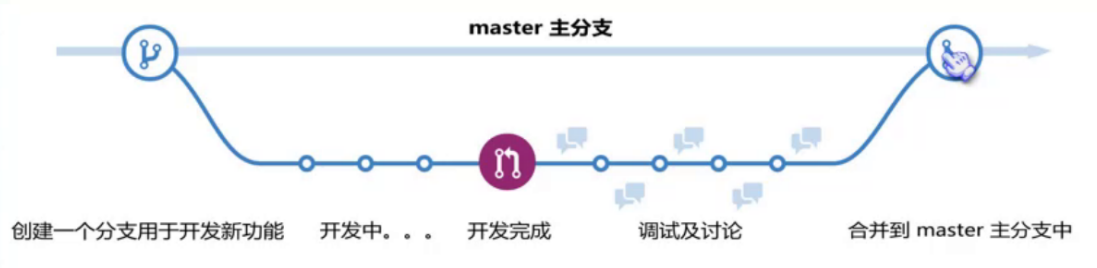 master 主分支
创建一个分支用于开发新功能
开发中。。。
开发完成
调试及讨论
合并到 master 主分支中